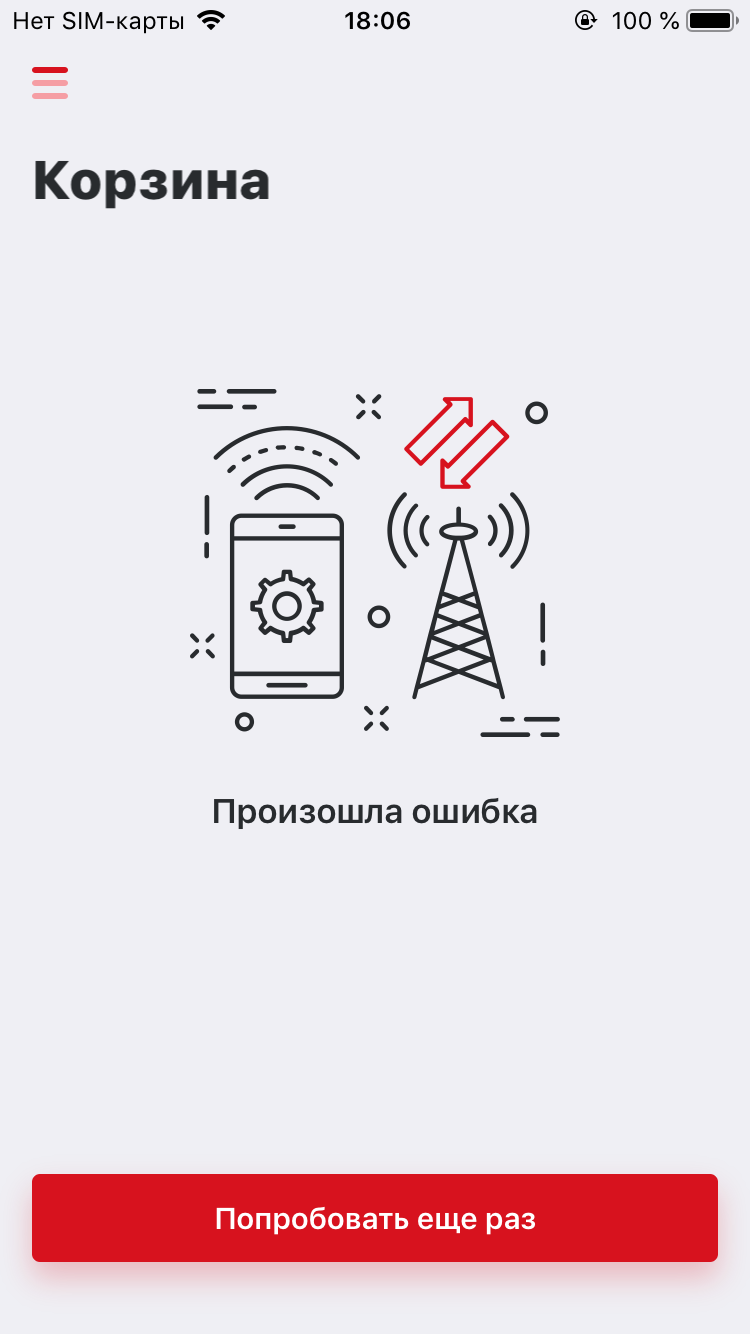 Нет SIM-карты 18:06 100 %
Корзина
Произошла ошибка
Попробовать еще раз